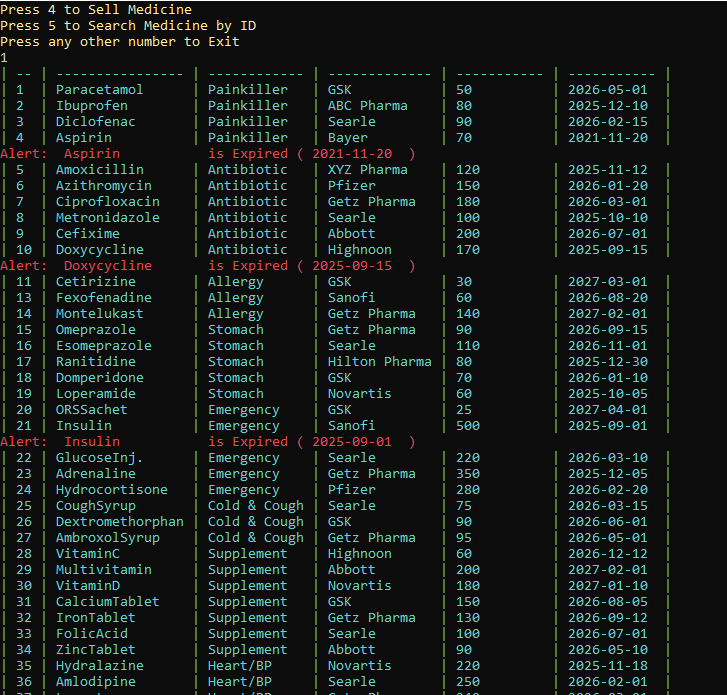 Press 4 to Sell Medicine
Press 5 to Search Medicine by ID
Press any other number to Exit
1
| -- | ---------------- | ------------ | ------------- | ----------- | ----------- |
| 1 | Paracetamol | Painkiller | GSK | 50 | 2026-05-01 |
| 2 | Ibuprofen | Painkiller | ABC Pharma | 80 | 2025-12-10 |
| 3 | Diclofenac | Painkiller | Searle | 90 | 2026-02-15 |
| 4 | Aspirin | Painkiller | Bayer | 70 | 2021-11-20 |
Alert: Aspirin is Expired ( 2021-11-20 )
| 5 | Amoxicillin | Antibiotic | XYZ Pharma | 120 | 2025-11-12 |
| 6 | Azithromycin | Antibiotic | Pfizer | 150 | 2026-01-20 |
| 7 | Ciprofloxacin | Antibiotic | Getz Pharma | 180 | 2026-03-01 |
| 8 | Metronidazole | Antibiotic | Searle | 100 | 2025-10-10 |
| 9 | Cefixime | Antibiotic | Abbott | 200 | 2026-07-01 |
| 10 | Doxycycline | Antibiotic | Highnoon | 170 | 2025-09-15 |
Alert: Doxycycline is Expired ( 2025-09-15 )
| 11 | Cetirizine | Allergy | GSK | 30 | 2027-03-01 |
| 13 | Fexofenadine | Allergy | Sanofi | 60 | 2026-08-20 |
| 14 | Montelukast | Allergy | Getz Pharma | 140 | 2027-02-01 |
| 15 | Omeprazole | Stomach | Getz Pharma | 90 | 2026-09-15 |
| 16 | Esomeprazole | Stomach | Searle | 110 | 2026-11-01 |
| 17 | Ranitidine | Stomach | Hilton Pharma | 80 | 2025-12-30 |
| 18 | Domperidone | Stomach | GSK | 70 | 2026-01-10 |
| 19 | Loperamide | Stomach | Novartis | 60 | 2025-10-05 |
| 20 | ORSSachet | Emergency | GSK | 25 | 2027-04-01 |
| 21 | Insulin | Emergency | Sanofi | 500 | 2025-09-01 |
Alert: Insulin is Expired ( 2025-09-01 )
| 22 | GlucoseInj. | Emergency | Searle | 220 | 2026-03-10 |
| 23 | Adrenaline | Emergency | Getz Pharma | 350 | 2025-12-05 |
| 24 | Hydrocortisone | Emergency | Pfizer | 280 | 2026-02-20 |
| 25 | CoughSyrup | Cold & Cough | Searle | 75 | 2026-03-15 |
| 26 | Dextromethorphan | Cold & Cough | GSK | 90 | 2026-06-01 |
| 27 | AmbroxolSyrup | Cold & Cough | Getz Pharma | 95 | 2026-05-01 |
| 28 | VitaminC | Supplement | Highnoon | 60 | 2026-12-12 |
| 29 | Multivitamin | Supplement | Abbott | 200 | 2027-02-01 |
| 30 | VitaminD | Supplement | Novartis | 180 | 2027-01-10 |
| 31 | CalciumTablet | Supplement | GSK | 150 | 2026-08-05 |
| 32 | IronTablet | Supplement | Getz Pharma | 130 | 2026-09-12 |
| 33 | FolicAcid | Supplement | Searle | 100 | 2026-07-01 |
| 34 | ZincTablet | Supplement | Abbott | 90 | 2026-05-10 |
| 35 | Hydralazine | Heart/BP | Novartis | 220 | 2025-11-18 |
| 36 | Amlodipine | Heart/BP | Searle | 250 | 2026-02-01 |